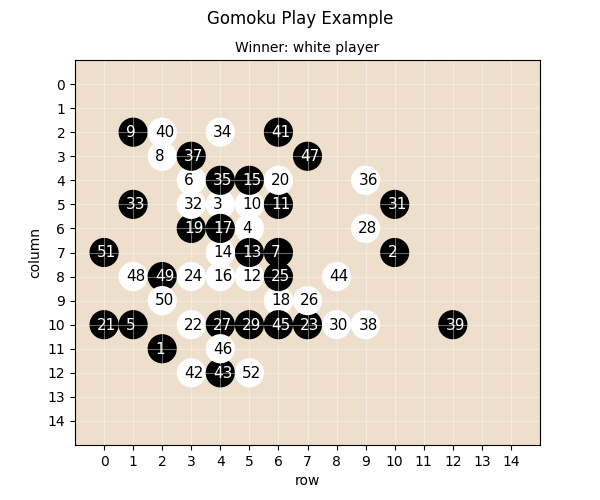 Gomoku Play Example
Winner: white player
0
1
2 9 40 34 41
3 8 37 47
4 6 35 15 20 36
5 33 32 3 10 11 31
6 19 17 4 28
column
7 51 14 13 7 2
8 48 49 24 16 12 25 44
9 50 18 26
10 21 5 22 27 29 45 23 30 38 39
11 1 46
12 42 43 52
13
14
0 1 2 3 4 5 6 7 8 9 10 11 12 13 14
row